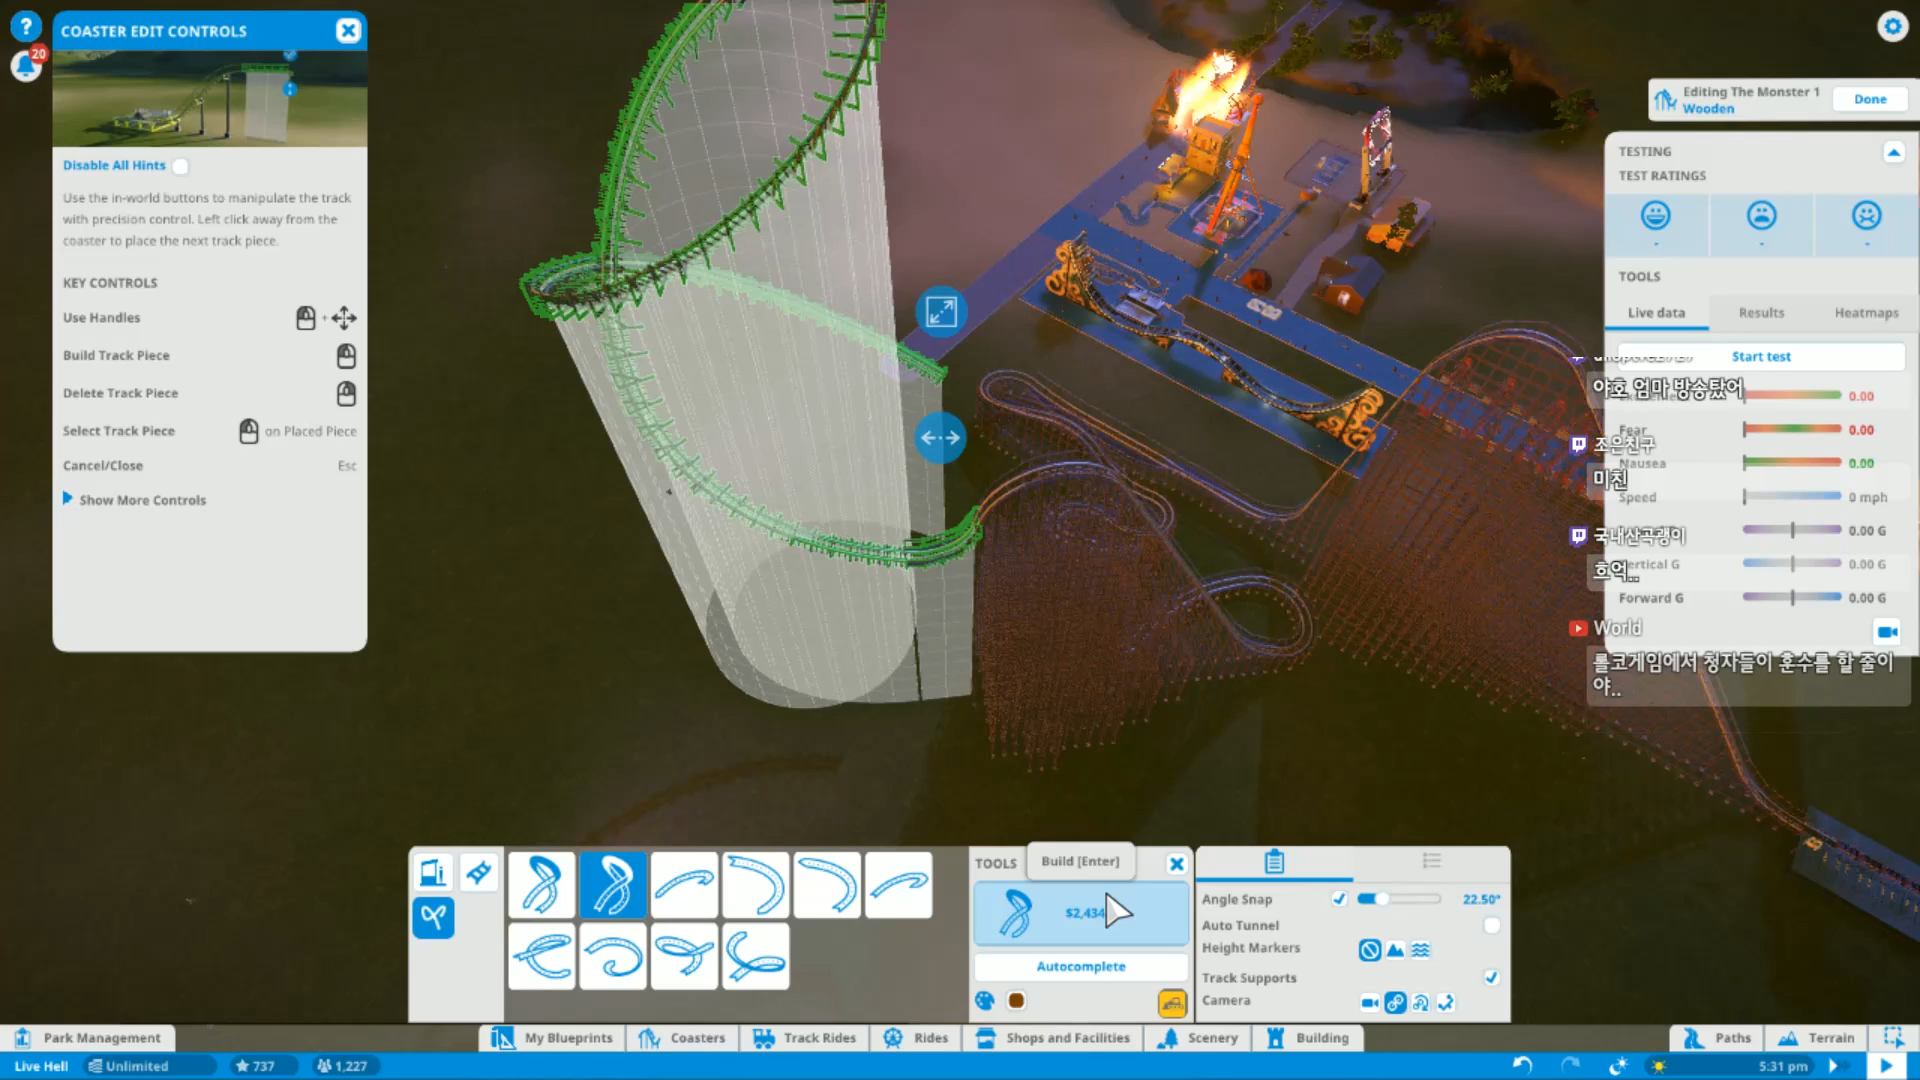 ?
20
COASTER EDIT CONTROLS
Disable All Hints
Use the in-world buttons to manipulate the track
with precision control. Left click away from the
coaster to place the next track piece.
KEY CONTROLS
Use Handles
+
Build Track Piece
Delete Track Piece
Select Track Piece
on Placed Piece
Cancel/Close
Esc
Show More Controls
Editing The Monster 1
Wooden
Done
TESTING
TEST RATINGS
-
-
-
TOOLS
Live data
Results
Heatmaps
Start test
야호 엄마 방송탔어
0.00
Fear
0.00
조은친구
Nausea
0.00
미친
Speed
0 mph
국내산곡괭이
0.00 G
흐억..
Vertical G
0.00 G
Forward G
0.00 G
World
롤코게임에서 청자들이 훈수를 할 줄이
야..
TOOLS
Build [Enter]
$2,434
Autocomplete
Angle Snap
22.50°
Auto Tunnel
Height Markers
Track Supports
Camera
Park Management
My Blueprints
Coasters
Track Rides
Rides
Shops and Facilities
Scenery
Building
Paths
Terrain
Live Hell
Unlimited
737
1,227
5:31 pm